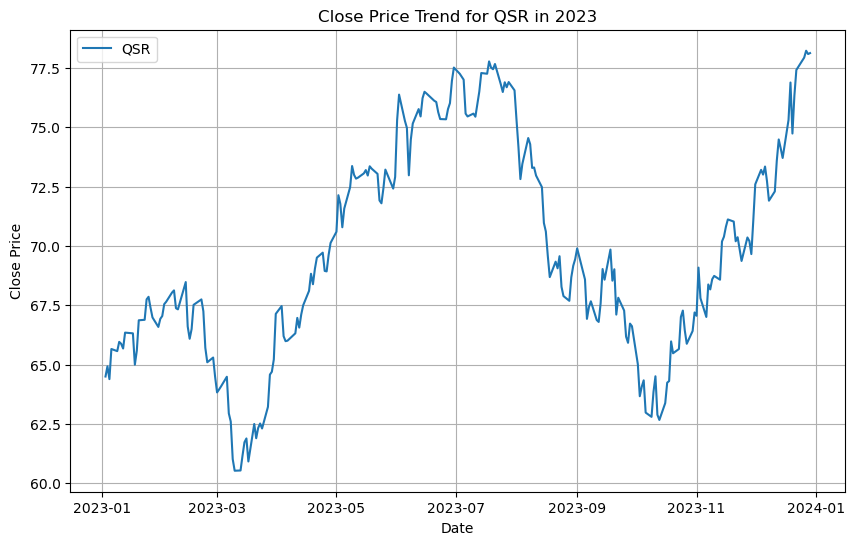 Close Price Trend for QSR in 2023
QSR
Close Price
77.5
75.0
72.5
70.0
67.5
65.0
62.5
60.0
2023-01 2023-03 2023-05 2023-07 2023-09 2023-11 2024-01
Date